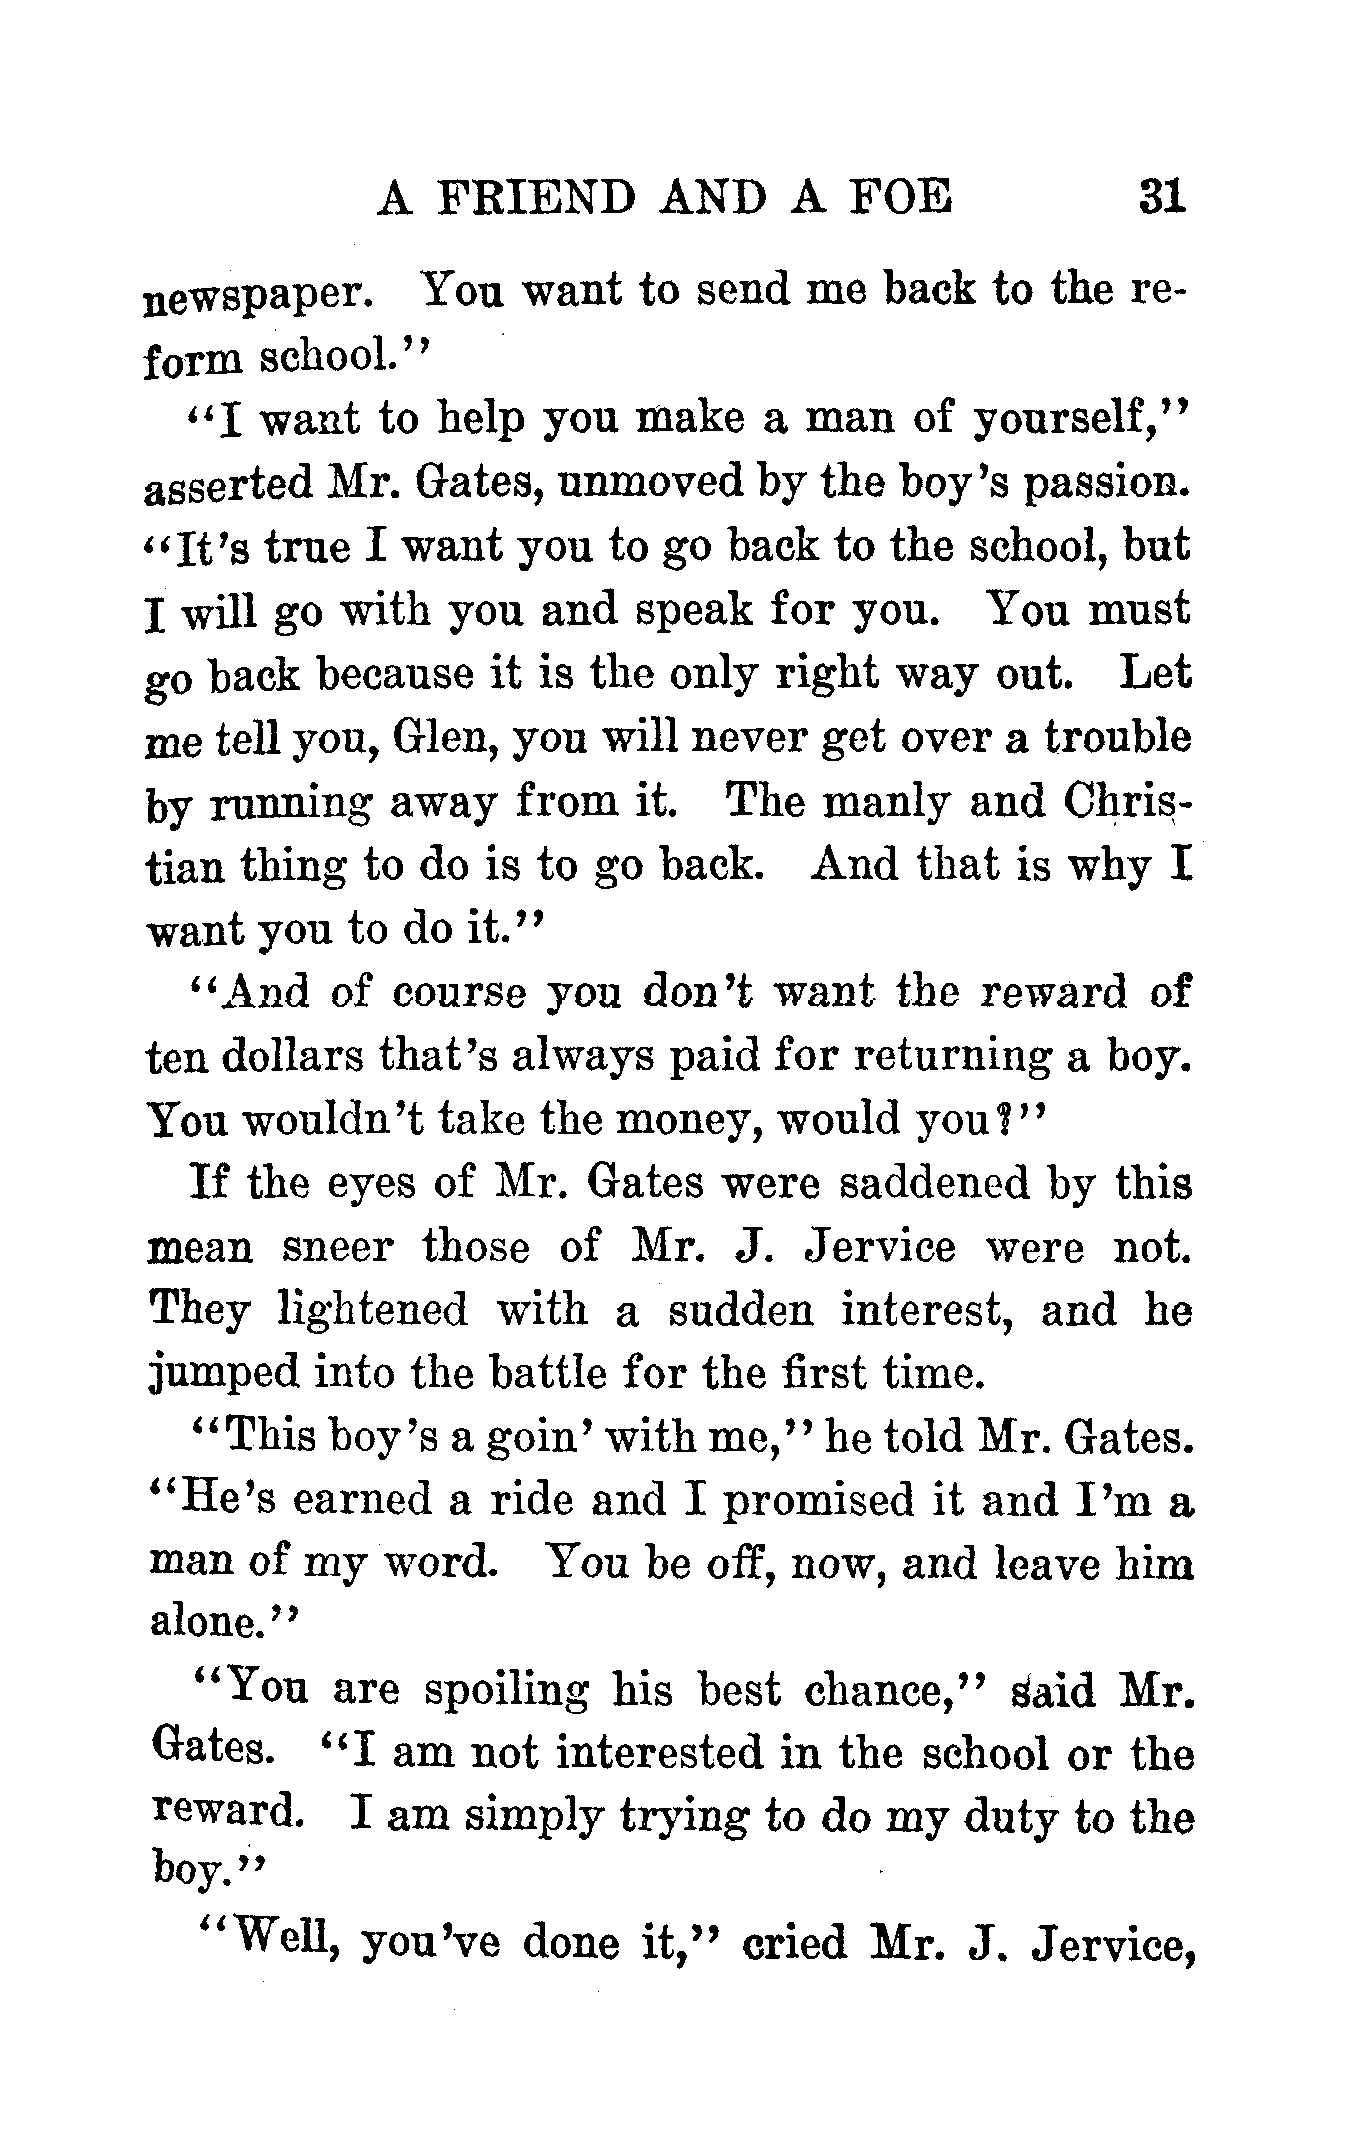 A FRIEND AND A FOE 31
newspaper. You want to send me back to the re-
form school."
"I want to help you make a man of yourself,"
asserted Mr. Gates, unmoved by the boy's passion.
"It's true I want you to go back to the school, but
I will go with you and speak for you. You must
go back because it is the only right way out. Let
me tell you, Glen, you will never get over a trouble
by running away from it. The manly and Chris-
tian thing to do is to go back. And that is why I
want you to do it."
"And of course you don't want the reward of
ten dollars that's always paid for returning a boy.
You wouldn't take the money, would you?"
If the eyes of Mr. Gates were saddened by this
mean sneer those of Mr. J. Jervice were not.
They lightened with a sudden interest, and he
jumped into the battle for the first time.
"This boy's a goin' with me," he told Mr. Gates.
"He's earned a ride and I promised it and I'm a
man of my word. You be off, now, and leave him
alone."
"You are spoiling his best chance," said Mr.
Gates. "I am not interested in the school or the
reward. I am simply trying to do my duty to the
boy."
"Well, you've done it," cried Mr. J. Jervice,